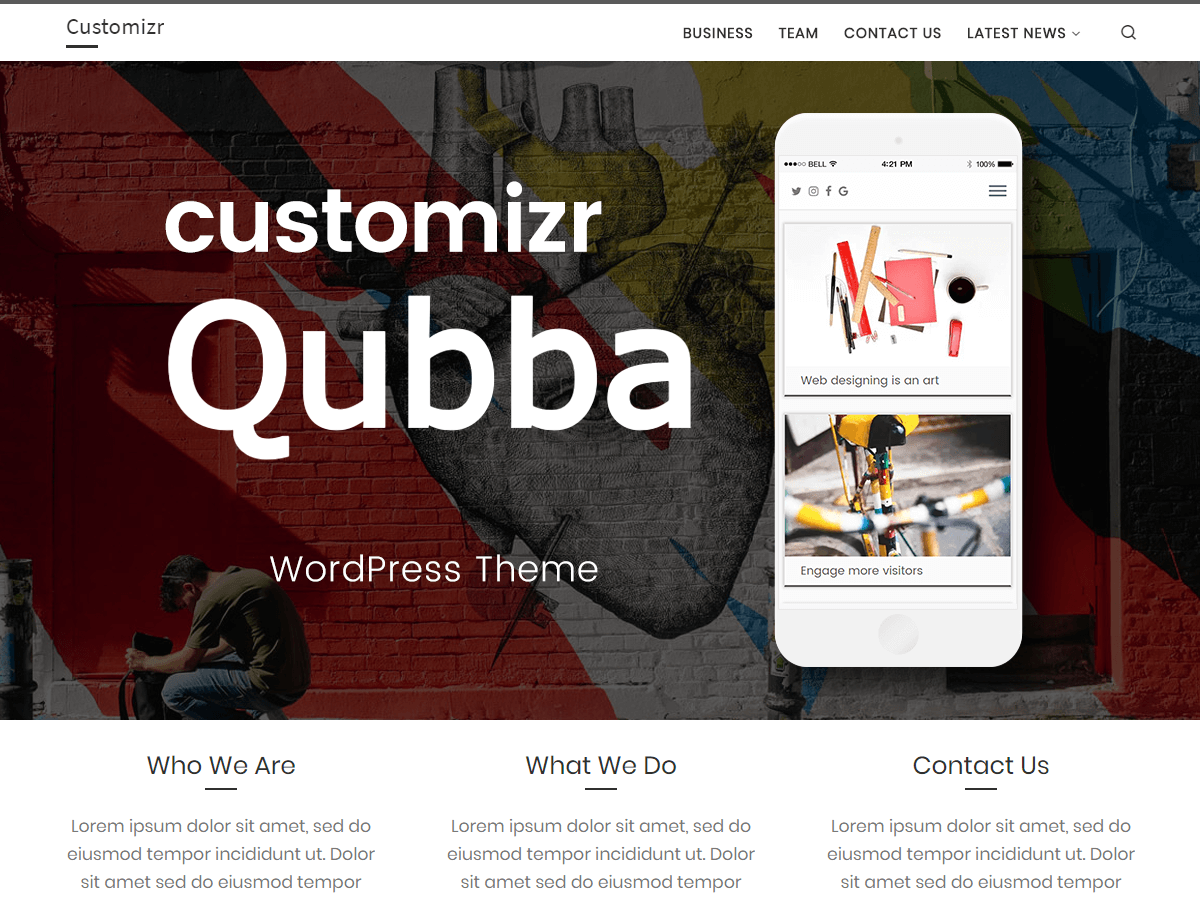 Customizr
BUSINESS TEAM CONTACT US LATEST NEWS
customizr
Qubba
WordPress Theme
BELL 4:21 PM 100%
Web designing is an art
Engage more visitors
Who We Are
Lorem ipsum dolor sit amet, sed do
eiusmod tempor incididunt ut. Dolor
sit amet sed do eiusmod tempor
What We Do
Lorem ipsum dolor sit amet, sed do
eiusmod tempor incididunt ut. Dolor
sit amet sed do eiusmod tempor
Contact Us
Lorem ipsum dolor sit amet, sed do
eiusmod tempor incididunt ut. Dolor
sit amet sed do eiusmod tempor